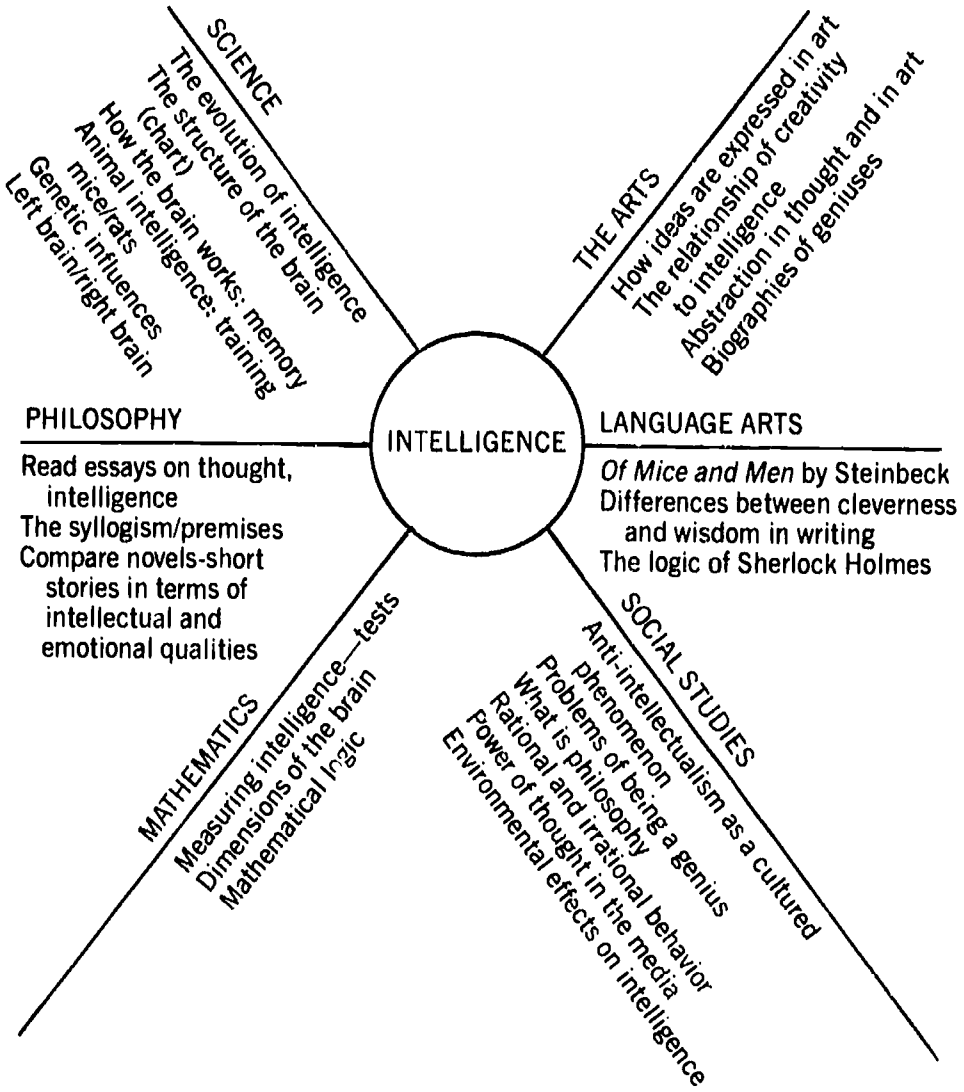 SCIENCE
The evolution of intelligence
The structure of the brain
(chart)
How the brain works: memory
Animal intelligence: training
mice/rats
Genetic influences
Left brain/right brain
THE ARTS
How ideas are expressed in art
The relationship of creativity
to intelligence
Abstraction in thought and in art
Biographies of geniuses
PHILOSOPHY
Read essays on thought,
intelligence
The syllogism/premises
Compare novels-short
stories in terms of
intellectual and
emotional qualities
INTELLIGENCE
LANGUAGE ARTS
Of Mice and Men by Steinbeck
Differences between cleverness
and wisdom in writing
The logic of Sherlock Holmes
MATHEMATICS
Measuring intelligence—tests
Dimensions of the brain
Mathematical logic
SOCIAL STUDIES
Anti-intellectualism as a cultured
phenomenon
Problems of being a genius
What is philosophy
Rational and irrational behavior
Power of thought in the media
Environmental effects on intelligence